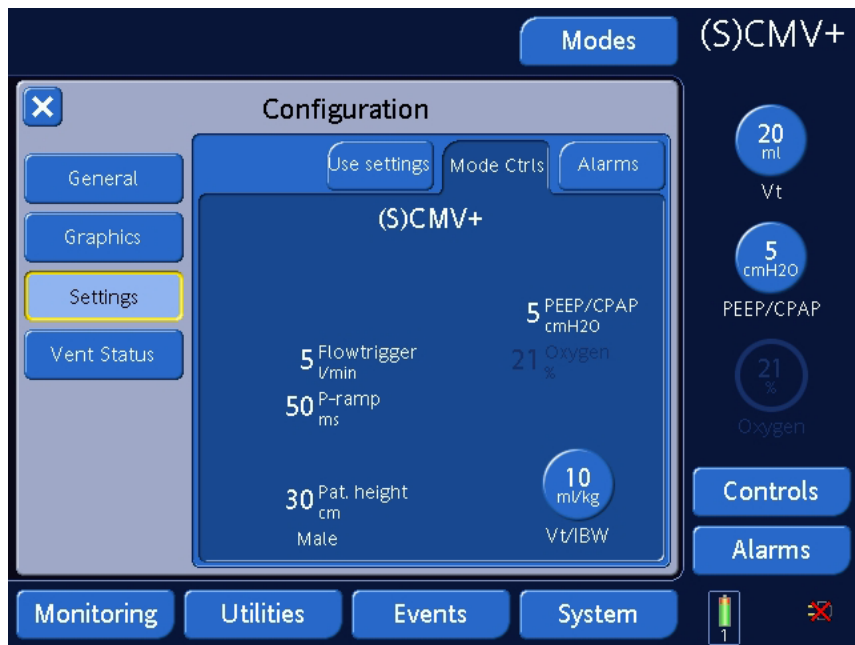 Modes
(S)CMV+
Configuration
General
Graphics
Settings
Vent Status
Use settings
Mode Ctrls
Alarms
(S)CMV+
5 PEEP/CPAP
cmH2O
5 Flowtrigger
l/min
21 Oxygen
%
50 P-ramp
ms
30 Pat. height
cm
Male
10
ml/kg
Vt/IBW
20
ml
Vt
5
cmH2O
PEEP/CPAP
21
%
Oxygen
Controls
Alarms
Monitoring
Utilities
Events
System
1